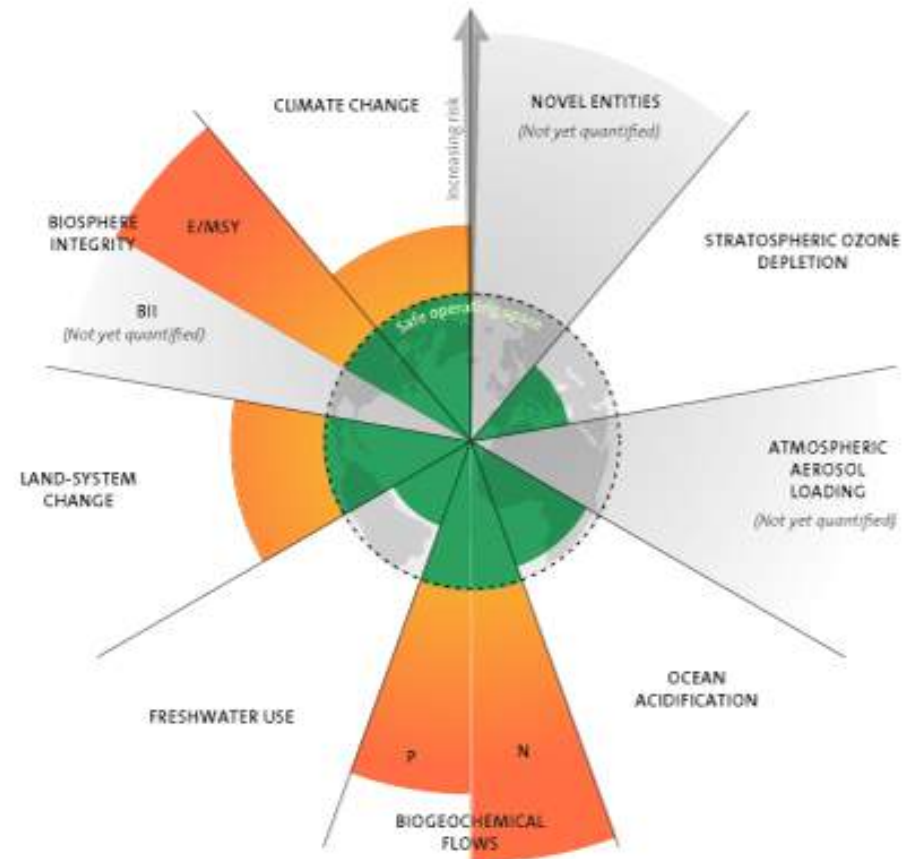 CLIMATE CHANGE
Increasing risk
NOVEL ENTITIES
(Not yet quantified)
STRATOSPHERIC OZONE
DEPLETION
ATMOSPHERIC
AEROSOL
LOADING
(Not yet quantified)
OCEAN
ACIDIFICATION
N
P
BIOGEOCHEMICAL
FLOWS
FRESHWATER USE
LAND-SYSTEM
CHANGE
BIOSPHERE
INTEGRITY
E/MSY
BII
(Not yet quantified)
Safe operating space